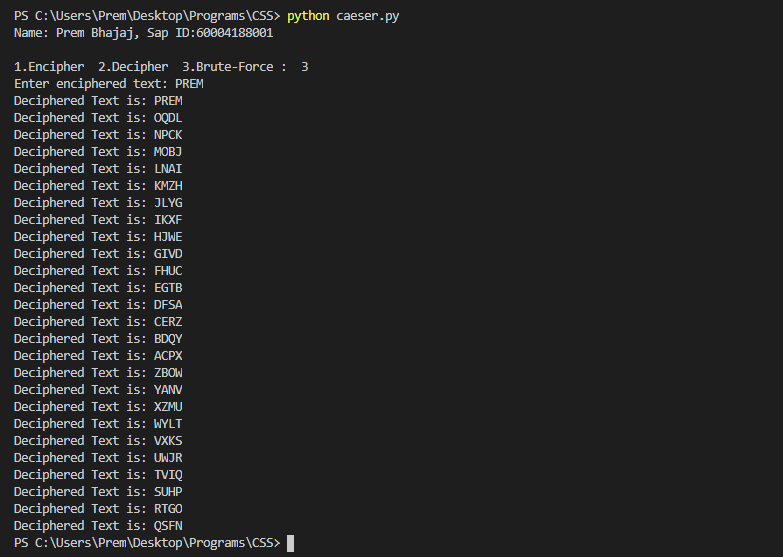 PS C:\Users\Prem\Desktop\Programs\CSS> python caeser.py
Name: Prem Bhajaj, Sap ID:60004188001
1.Encipher  2.Decipher  3.Brute-Force :  3
Enter enciphered text: PREM
Deciphered Text is: PREM
Deciphered Text is: OQDL
Deciphered Text is: NPCK
Deciphered Text is: MOBJ
Deciphered Text is: LNAI
Deciphered Text is: KMZH
Deciphered Text is: JLYG
Deciphered Text is: IKXF
Deciphered Text is: HJWE
Deciphered Text is: GIVD
Deciphered Text is: FHUC
Deciphered Text is: EGTB
Deciphered Text is: DFSA
Deciphered Text is: CERZ
Deciphered Text is: BDQY
Deciphered Text is: ACPX
Deciphered Text is: ZBOW
Deciphered Text is: YANV
Deciphered Text is: XZMU
Deciphered Text is: WYLT
Deciphered Text is: VXKS
Deciphered Text is: UWJR
Deciphered Text is: TVIQ
Deciphered Text is: SUHP
Deciphered Text is: RTGO
Deciphered Text is: QSFN
PS C:\Users\Prem\Desktop\Programs\CSS>